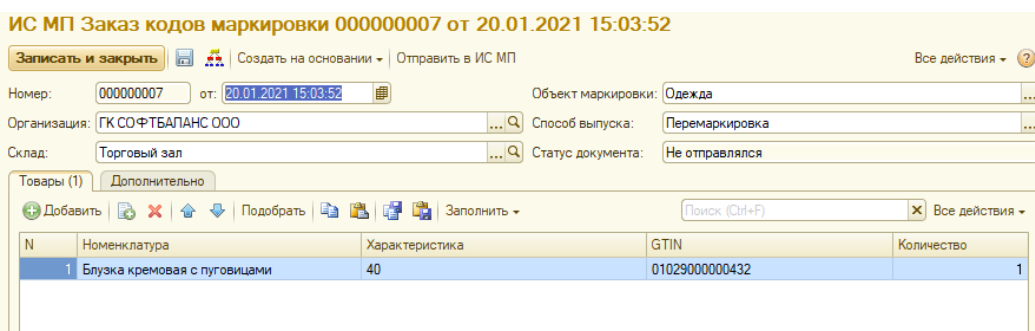 ИС МП Заказ кодов маркировки 000000007 от 20.01.2021 15:03:52
Записать и закрыть Создать на основании Отправить в ИС МП Все действия ?
Номер: 000000007 от: 20.01.2021 15:03:52 Объект маркировки: Одежда ...
Организация: ГК СОФТБАЛАНС ООО ... Способ выпуска: Перемаркировка ...
Склад: Торговый зал ... Статус документа: Не отправлялся
Товары (1) Дополнительно
Добавить Подобрать Заполнить Поиск (Ctrl+F) Все действия
N Номенклатура Характеристика GTIN Количество
1 Блузка кремовая с пуговицами 40 01029000000432 1